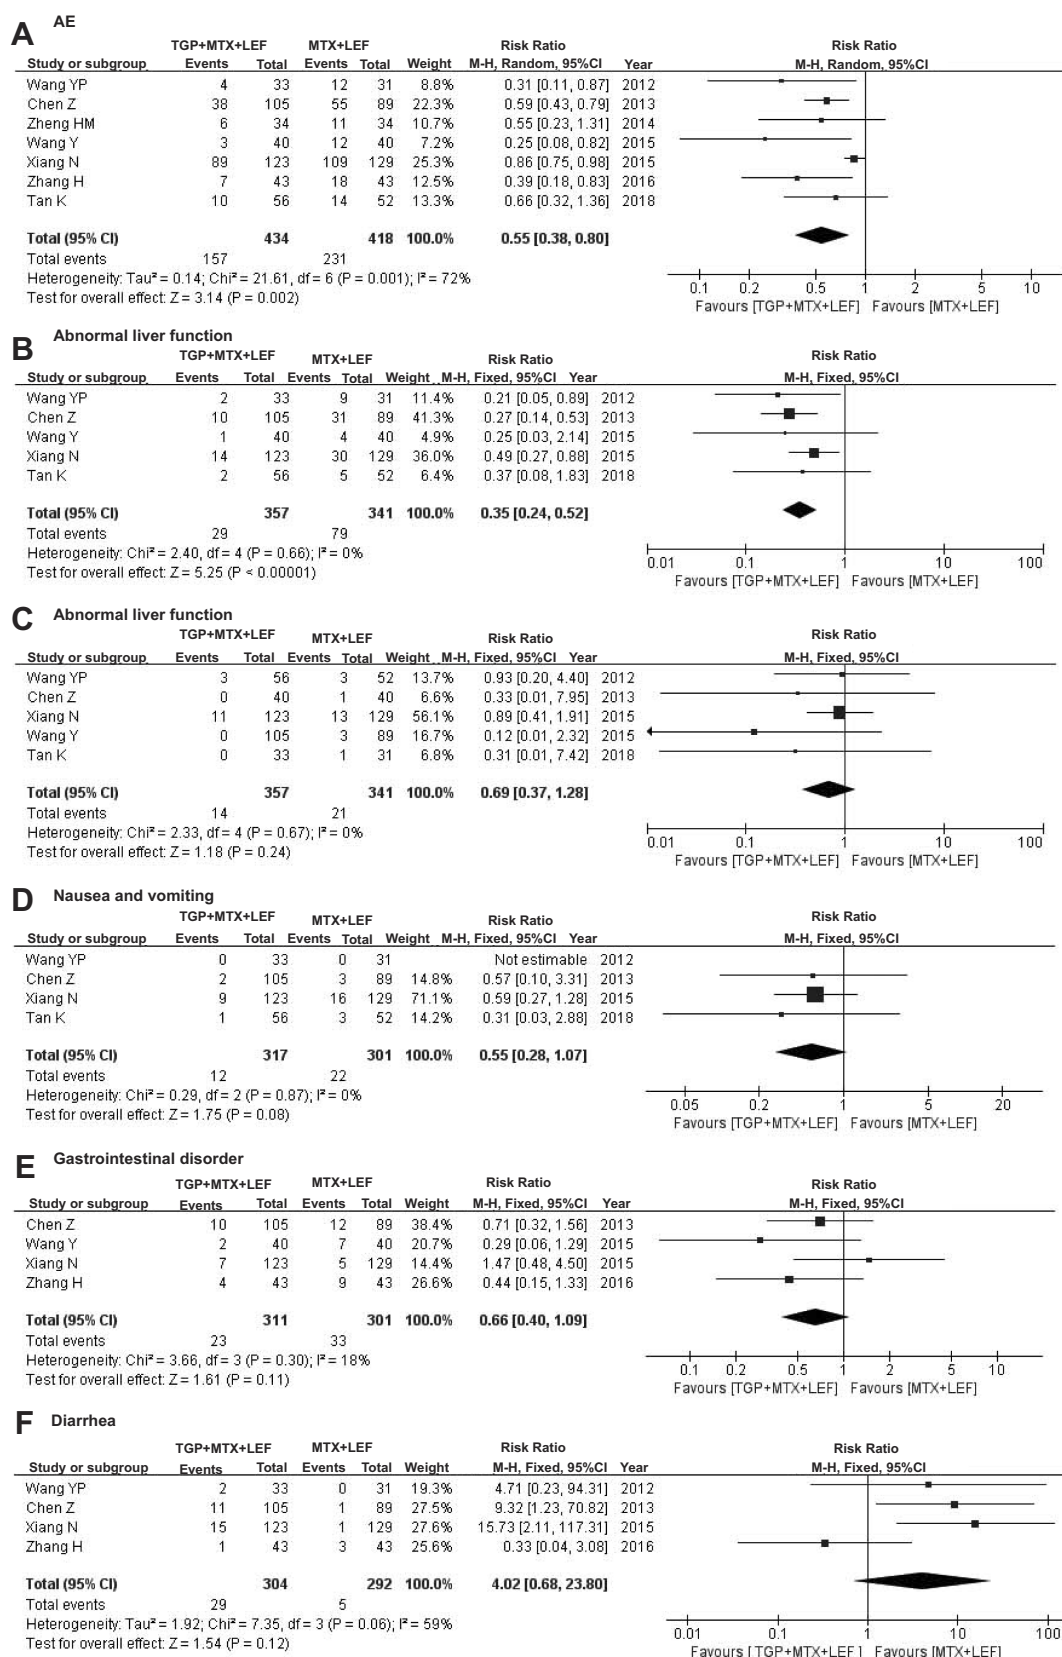 A AE
TGP+MTX+LEF MTX+LEF Risk Ratio Risk Ratio
Study or subgroup Events Total Events Total Weight M-H, Random, 95%CI Year M-H, Random, 95%CI
Wang YP 4 33 12 31 8.8% 0.31 [0.11, 0.87] 2012
Chen Z 38 105 55 89 22.3% 0.59 [0.43, 0.79] 2013
Zheng HM 6 34 11 34 10.7% 0.55 [0.23, 1.31] 2014
Wang Y 3 40 12 40 7.2% 0.25 [0.08, 0.82] 2015
Xiang N 89 123 109 129 25.3% 0.86 [0.75, 0.98] 2015
Zhang H 7 43 18 43 12.5% 0.39 [0.18, 0.83] 2016
Tan K 10 56 14 52 13.3% 0.66 [0.32, 1.36] 2018
Total (95% CI) 434 418 100.0% 0.55 [0.38, 0.80]
Total events 157 231
Heterogeneity: Tau² = 0.14; Chi² = 21.61, df = 6 (P = 0.001); I² = 72%
Test for overall effect: Z = 3.14 (P = 0.002)
0.1 0.2 0.5 1 2 5 10
Favours [TGP+MTX+LEF] Favours [MTX+LEF]
B Abnormal liver function
TGP+MTX+LEF MTX+LEF Risk Ratio Risk Ratio
Study or subgroup Events Total Events Total Weight M-H, Fixed, 95%CI Year M-H, Fixed, 95%CI
Wang YP 2 33 9 31 11.4% 0.21 [0.05, 0.89] 2012
Chen Z 10 105 31 89 41.3% 0.27 [0.14, 0.53] 2013
Wang Y 1 40 4 40 4.9% 0.25 [0.03, 2.14] 2015
Xiang N 14 123 30 129 36.0% 0.49 [0.27, 0.88] 2015
Tan K 2 56 5 52 6.4% 0.37 [0.08, 1.83] 2018
Total (95% CI) 357 341 100.0% 0.35 [0.24, 0.52]
Total events 29 79
Heterogeneity: Chi² = 2.40, df = 4 (P = 0.66); I² = 0%
Test for overall effect: Z = 5.25 (P < 0.00001)
0.01 0.1 1 10 100
Favours [TGP+MTX+LEF] Favours [MTX+LEF]
C Abnormal liver function
TGP+MTX+LEF MTX+LEF Risk Ratio Risk Ratio
Study or subgroup Events Total Events Total Weight M-H, Fixed, 95%CI Year M-H, Fixed, 95%CI
Wang YP 3 56 3 52 13.7% 0.93 [0.20, 4.40] 2012
Chen Z 0 40 1 40 6.6% 0.33 [0.01, 7.95] 2013
Xiang N 11 123 13 129 56.1% 0.89 [0.41, 1.91] 2015
Wang Y 0 105 3 89 16.7% 0.12 [0.01, 2.32] 2015
Tan K 0 33 1 31 6.8% 0.31 [0.01, 7.42] 2018
Total (95% CI) 357 341 100.0% 0.69 [0.37, 1.28]
Total events 14 21
Heterogeneity: Chi² = 2.33, df = 4 (P = 0.67); I² = 0%
Test for overall effect: Z = 1.18 (P = 0.24)
0.01 0.1 1 10 100
Favours [TGP+MTX+LEF] Favours [MTX+LEF]
D Nausea and vomiting
TGP+MTX+LEF MTX+LEF Risk Ratio Risk Ratio
Study or subgroup Events Total Events Total Weight M-H, Fixed, 95%CI Year M-H, Fixed, 95%CI
Wang YP 0 33 0 31 Not estimable 2012
Chen Z 2 105 3 89 14.8% 0.57 [0.10, 3.31] 2013
Xiang N 9 123 16 129 71.1% 0.59 [0.27, 1.28] 2015
Tan K 1 56 3 52 14.2% 0.31 [0.03, 2.88] 2018
Total (95% CI) 317 301 100.0% 0.55 [0.28, 1.07]
Total events 12 22
Heterogeneity: Chi² = 0.29, df = 2 (P = 0.87); I² = 0%
Test for overall effect: Z = 1.75 (P = 0.08)
0.05 0.2 1 5 20
Favours [TGP+MTX+LEF] Favours [MTX+LEF]
E Gastrointestinal disorder
TGP+MTX+LEF MTX+LEF Risk Ratio Risk Ratio
Study or subgroup Events Total Events Total Weight M-H, Fixed, 95%CI Year M-H, Fixed, 95%CI
Chen Z 10 105 12 89 38.4% 0.71 [0.32, 1.56] 2013
Wang Y 2 40 7 40 20.7% 0.29 [0.06, 1.29] 2015
Xiang N 7 123 5 129 14.4% 1.47 [0.48, 4.50] 2015
Zhang H 4 43 9 43 26.6% 0.44 [0.15, 1.33] 2016
Total (95% CI) 311 301 100.0% 0.66 [0.40, 1.09]
Total events 23 33
Heterogeneity: Chi² = 3.66, df = 3 (P = 0.30); I² = 18%
Test for overall effect: Z = 1.61 (P = 0.11)
0.1 0.2 0.5 1 2 5 10
Favours [TGP+MTX+LEF] Favours [MTX+LEF]
F Diarrhea
TGP+MTX+LEF MTX+LEF Risk Ratio Risk Ratio
Study or subgroup Events Total Events Total Weight M-H, Fixed, 95%CI Year M-H, Fixed, 95%CI
Wang YP 2 33 0 31 19.3% 4.71 [0.23, 94.31] 2012
Chen Z 11 105 1 89 27.5% 9.32 [1.23, 70.82] 2013
Xiang N 15 123 1 129 27.6% 15.73 [2.11, 117.31] 2015
Zhang H 1 43 3 43 25.6% 0.33 [0.04, 3.08] 2016
Total (95% CI) 304 292 100.0% 4.02 [0.68, 23.80]
Total events 29 5
Heterogeneity: Tau² = 1.92; Chi² = 7.35, df = 3 (P = 0.06); I² = 59%
Test for overall effect: Z = 1.54 (P = 0.12)
0.01 0.1 1 10 100
Favours [TGP+MTX+LEF] Favours [MTX+LEF]